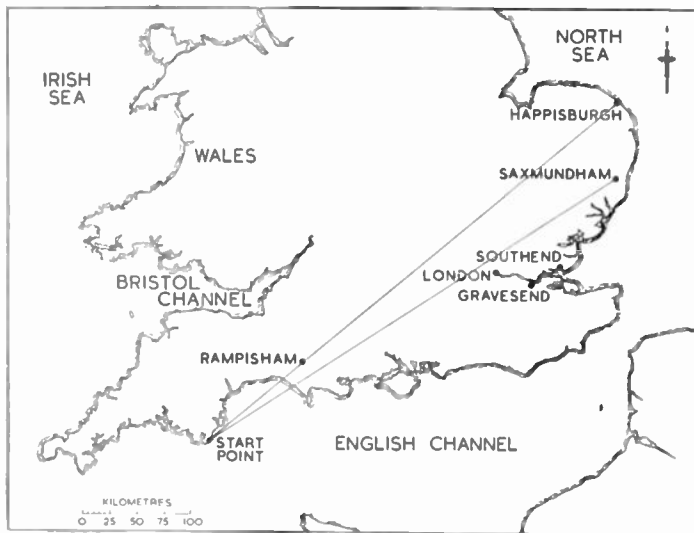 NORTH
SEA
IRISH
SEA
HAPPISBURGH
WALES
SAXMUNDHAM
SOUTHEND
LONDON
BRISTOL
CHANNEL
GRAVESEND
RAMPISHAM
START
POINT
ENGLISH CHANNEL
KILOMETRES
0 25 50 75 100